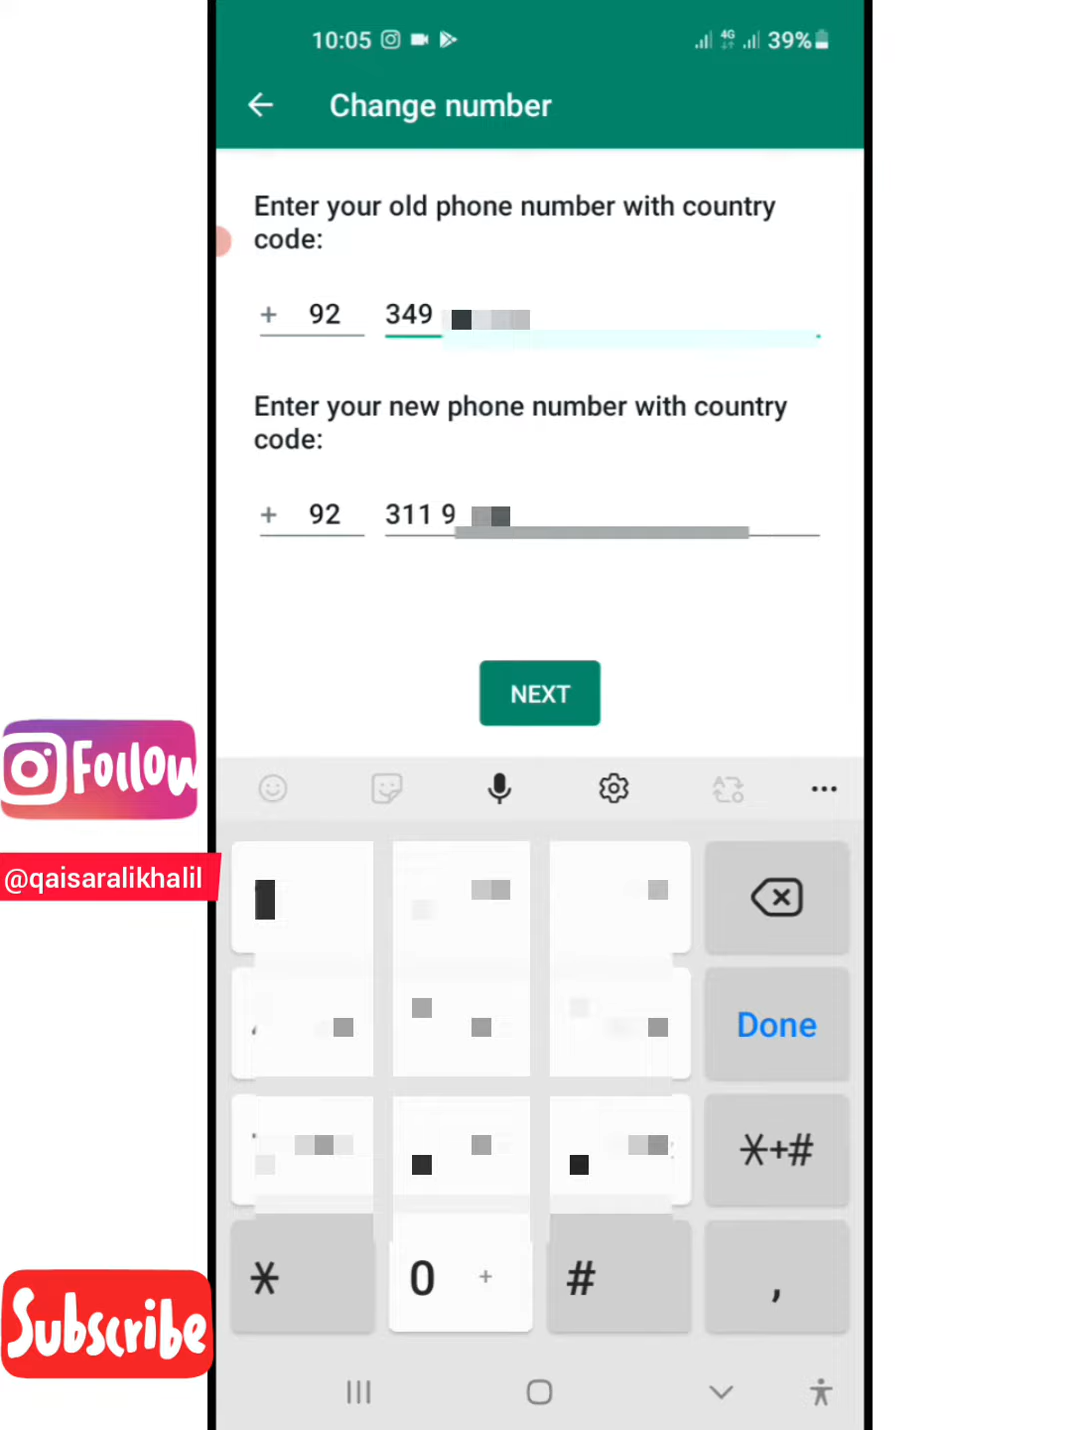 10:05
4G
39%
Change number
Enter your old phone number with country
code:
+ 92 349
Enter your new phone number with country
code:
+ 92 311 9
NEXT
Follow
@qaisaralikhalil
Done
*+#
* 0 + # ,
Subscribe